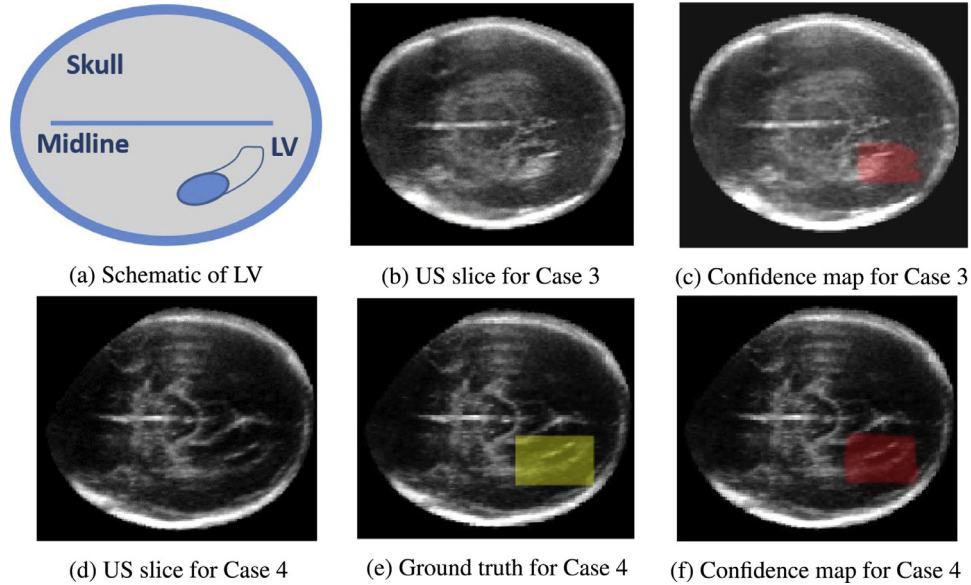 Skull
Midline
LV
(a) Schematic of LV
(b) US slice for Case 3
(c) Confidence map for Case 3
(d) US slice for Case 4
(e) Ground truth for Case 4
(f) Confidence map for Case 4